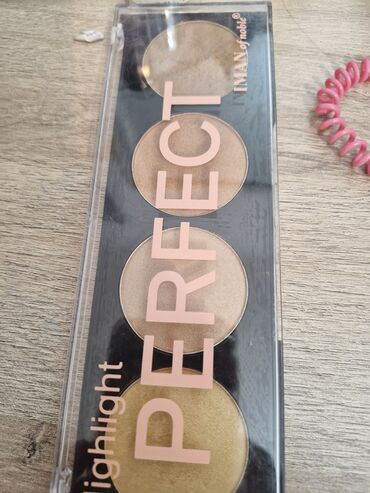 IMAN of noble®
PERFECT
Highlight